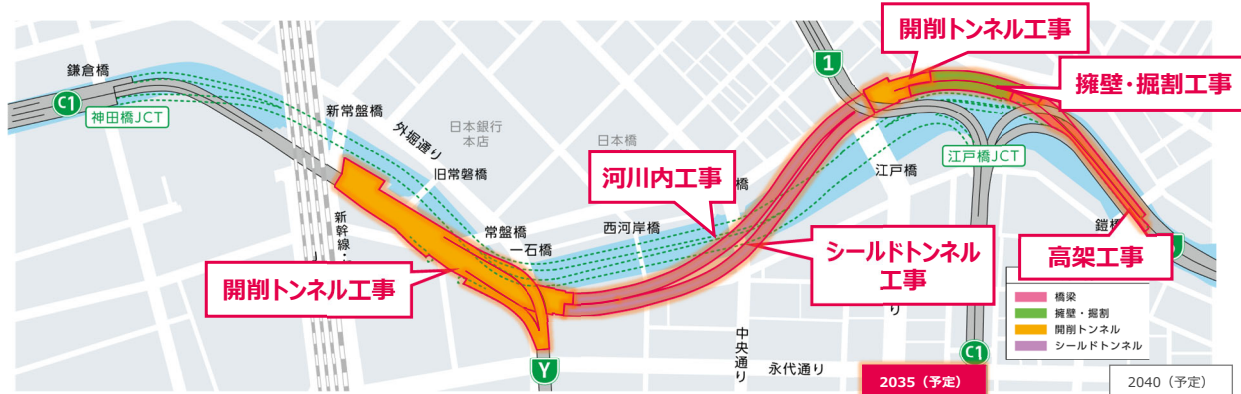 開削トンネル工事
1
鎌倉橋
C1
神田橋JCT
擁壁・掘割工事
新常盤橋
外堀通り
日本銀行
本店
日本橋
江戸橋JCT
旧常磐橋
河川内工事
橋
江戸橋
新幹線・
常盤橋
一石橋
西河岸橋
鎧橋
シールドトンネル
工事
高架工事
開削トンネル工事
り
橋梁
擁壁・掘割
開削トンネル
シールドトンネル
中央通り
C1
Y
永代通り
2035（予定）
2040（予定）